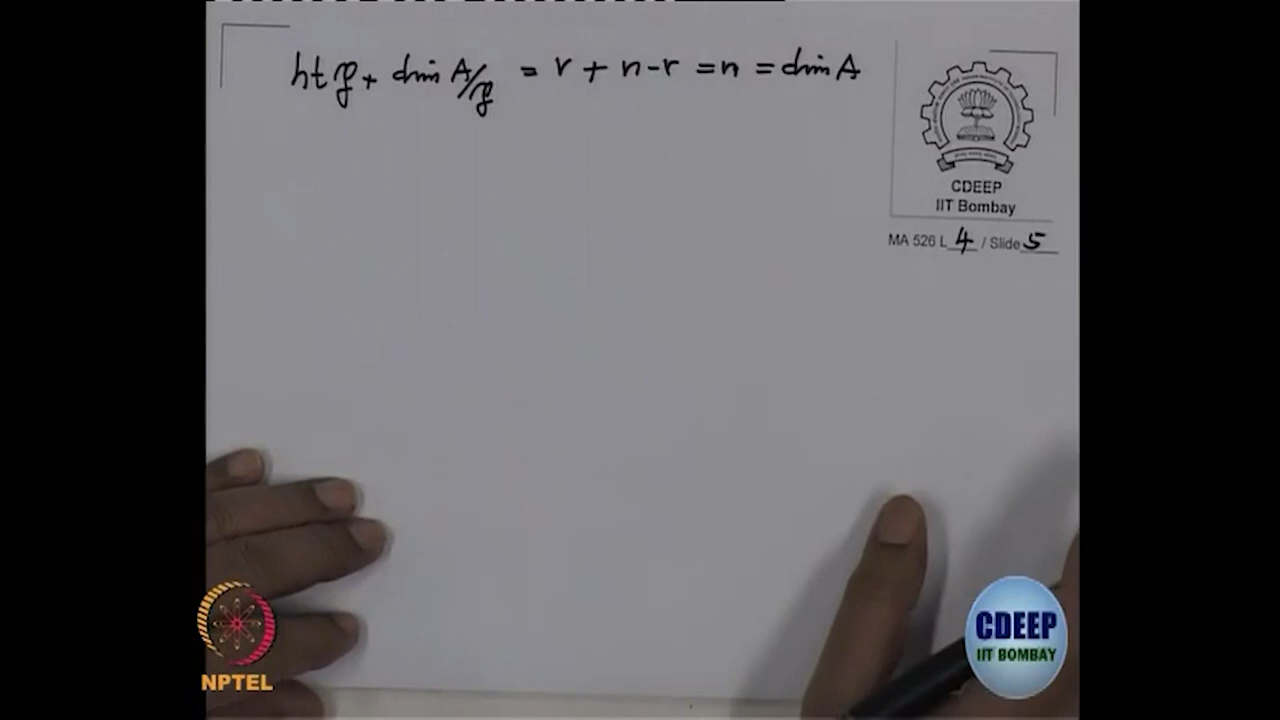 ht ℘ + dim A/℘ = r + n-r = n = dim A
CDEEP
IIT Bombay
MA 526 L 4 / Slide 5
CDEEP
IIT BOMBAY
NPTEL